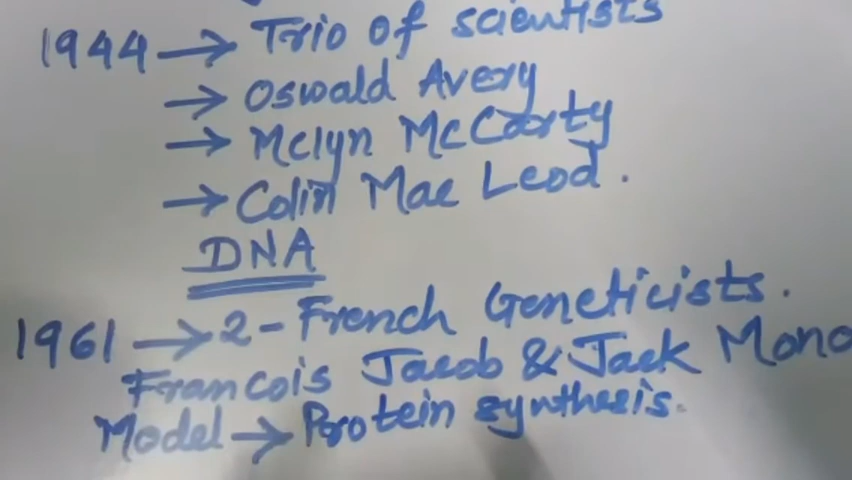 1944 → Trio of scientists
→ Oswald Avery
→ Mclyn McCarty
→ Colin Mac Leod.
DNA
1961 → 2 - French Geneticists.
Francois Jacob & Jack Mono
Model → Protein synthesis.